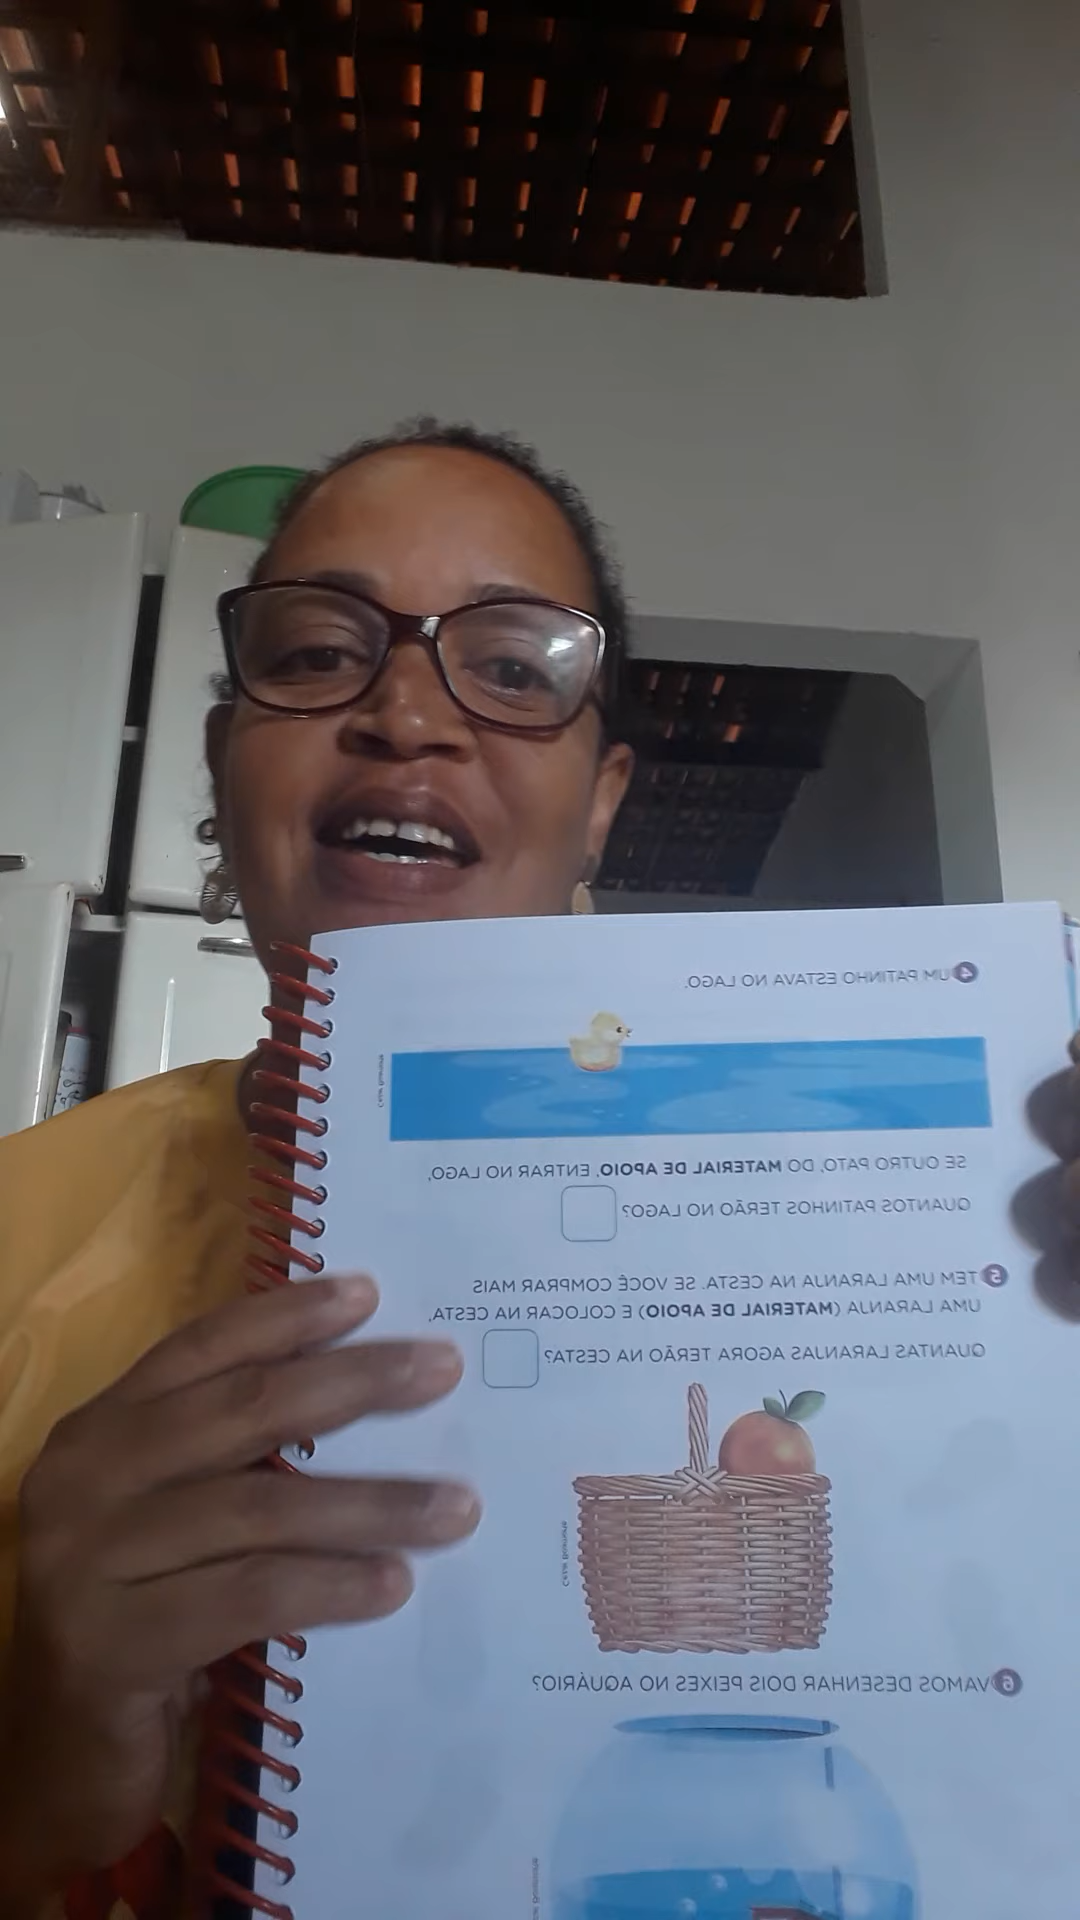 4 UM PATINHO ESTAVA NO LAGO.
SE OUTRO PATO, DO MATERIAL DE APOIO, ENTRAR NO LAGO,
QUANTOS PATINHOS TERÃO NO LAGO?
5 TEM UMA LARANJA NA CESTA. SE VOCÊ COMPRAR MAIS
UMA LARANJA (MATERIAL DE APOIO) E COLOCAR NA CESTA,
QUANTAS LARANJAS AGORA TERÃO NA CESTA?
6 VAMOS DESENHAR DOIS PEIXES NO AQUÁRIO?